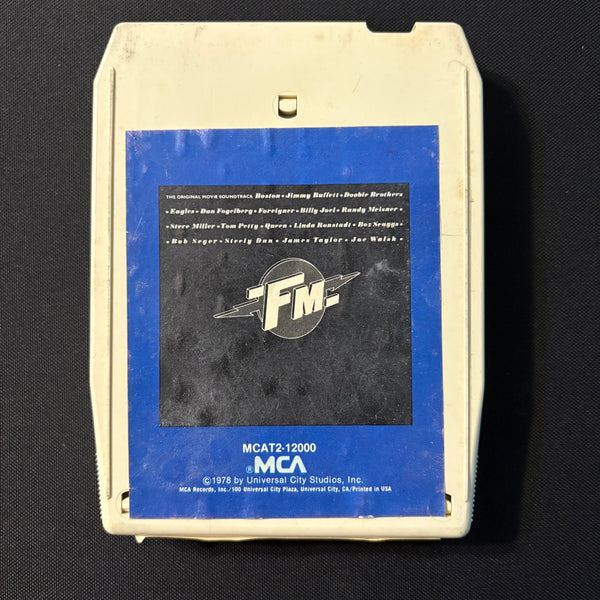 THE ORIGINAL MOVIE SOUNDTRACK Boston • Jimmy Buffett • Doobie Brothers
• Eagles • Dan Fogelberg • Foreigner • Billy Joel • Randy Meisner •
• Steve Miller • Tom Petty • Queen • Linda Ronstadt • Boz Scaggs •
• Bob Seger • Steely Dan • James Taylor • Joe Walsh •
FM
MCAT2-12000
®MCA
©1978 by Universal City Studios, Inc.
MCA Records, Inc./100 Universal City Plaza, Universal City, CA/Printed in USA